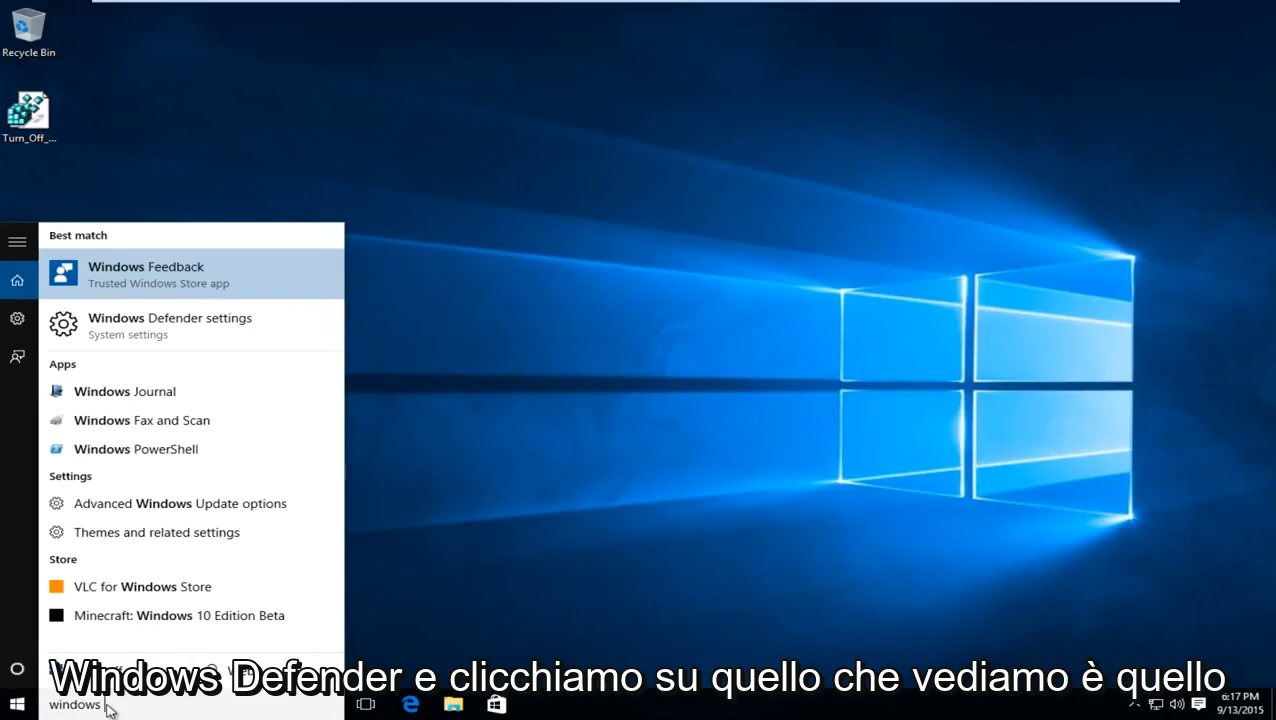 Recycle Bin
Turn_Off_...
Best match
Windows Feedback
Trusted Windows Store app
Windows Defender settings
System settings
Apps
Windows Journal
Windows Fax and Scan
Windows PowerShell
Settings
Advanced Windows Update options
Themes and related settings
Store
VLC for Windows Store
Minecraft: Windows 10 Edition Beta
Windows Defender e clicchiamo su quello che vediamo è quello
windows
6:17 PM
9/13/2015